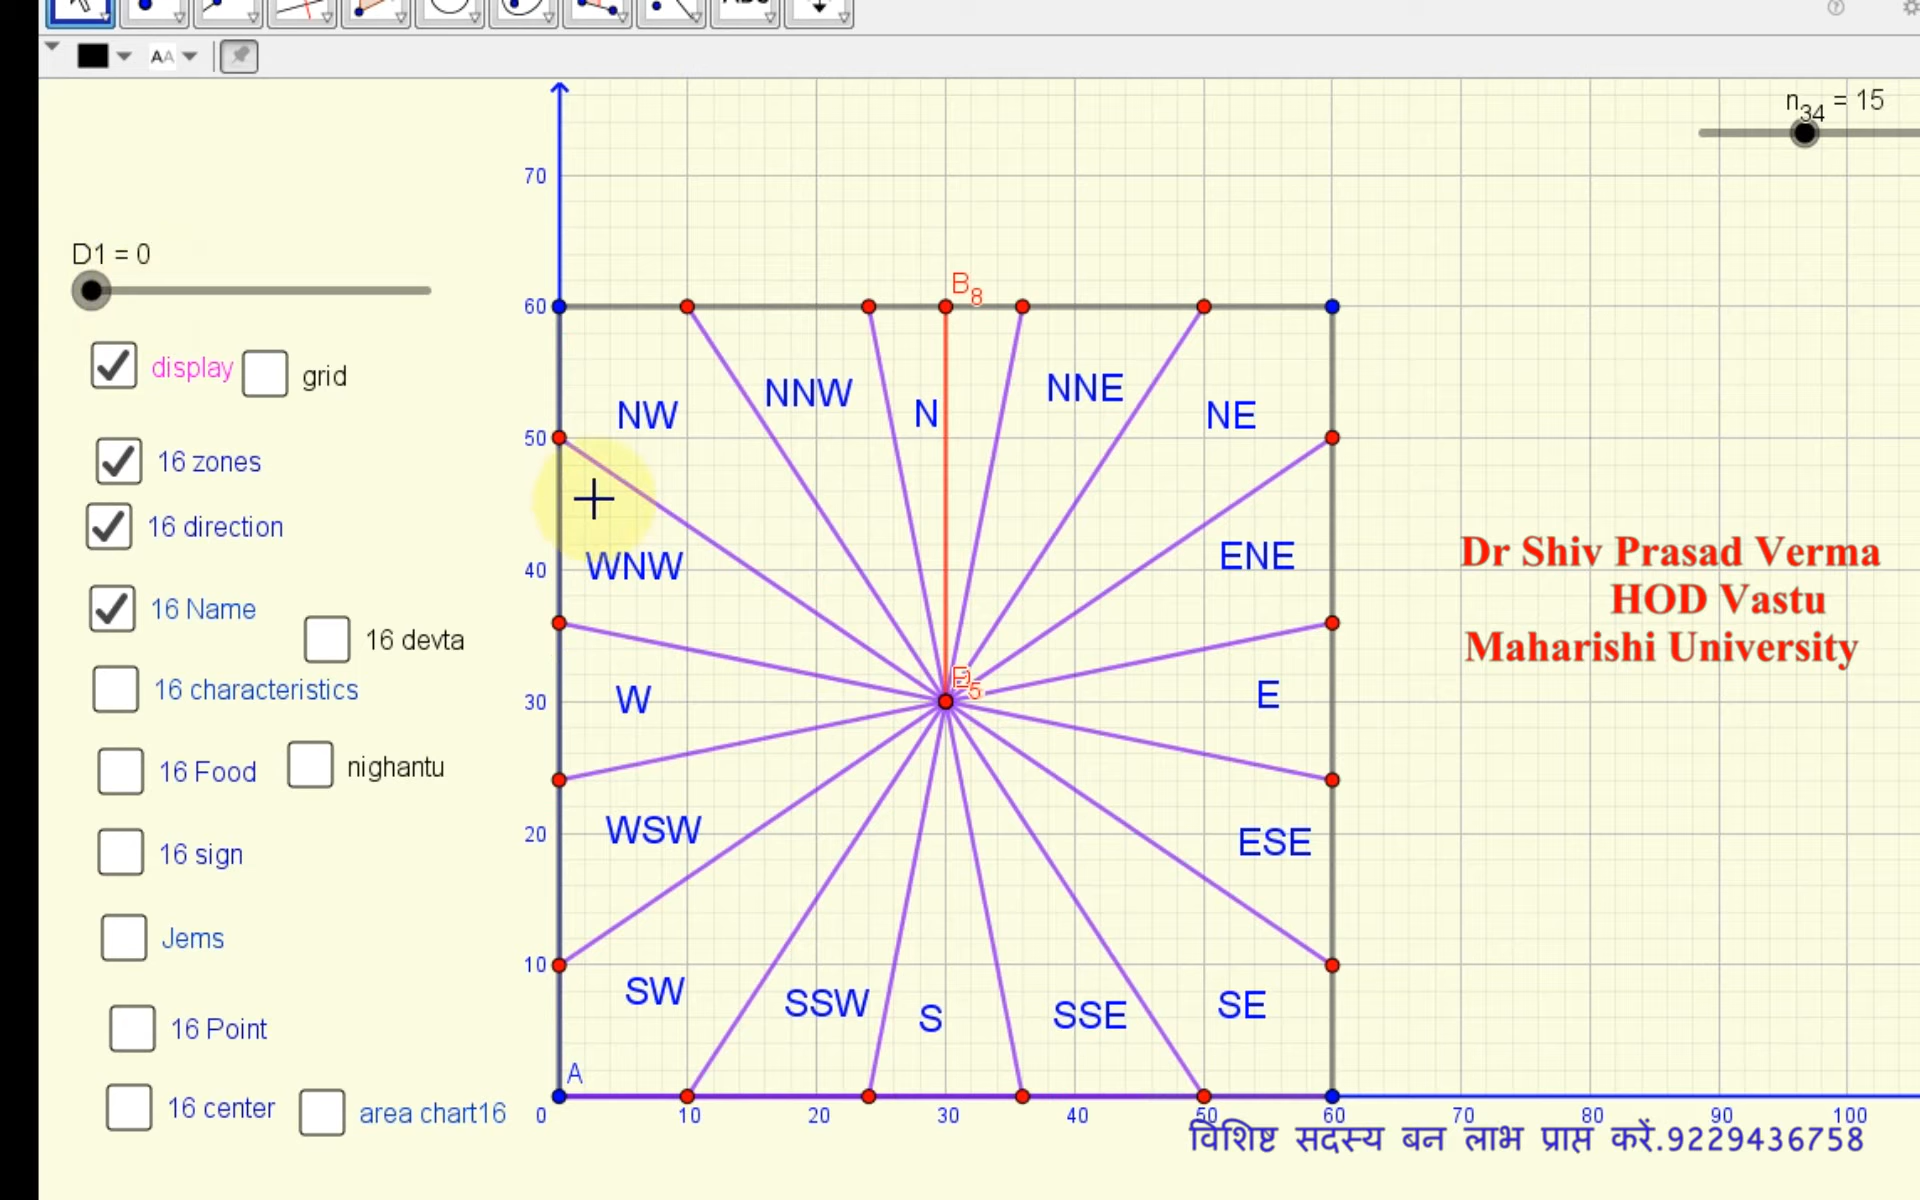 AA
n34 = 15
70
D1 = 0
B8
60
display
grid
NW
NNW
N
NNE
NE
50
16 zones
16 direction
WNW
40
ENE
Dr Shiv Prasad Verma
HOD Vastu
Maharishi University
16 Name
16 devta
16 characteristics
W
30
E
16 Food
nighantu
WSW
20
ESE
16 sign
Jems
10
SW
SSW
S
SSE
SE
16 Point
A
16 center
area chart16
0 10 20 30 40 50 60 70 80 90 100
विशिष्ट सदस्य बन लाभ प्राप्त करें.9229436758